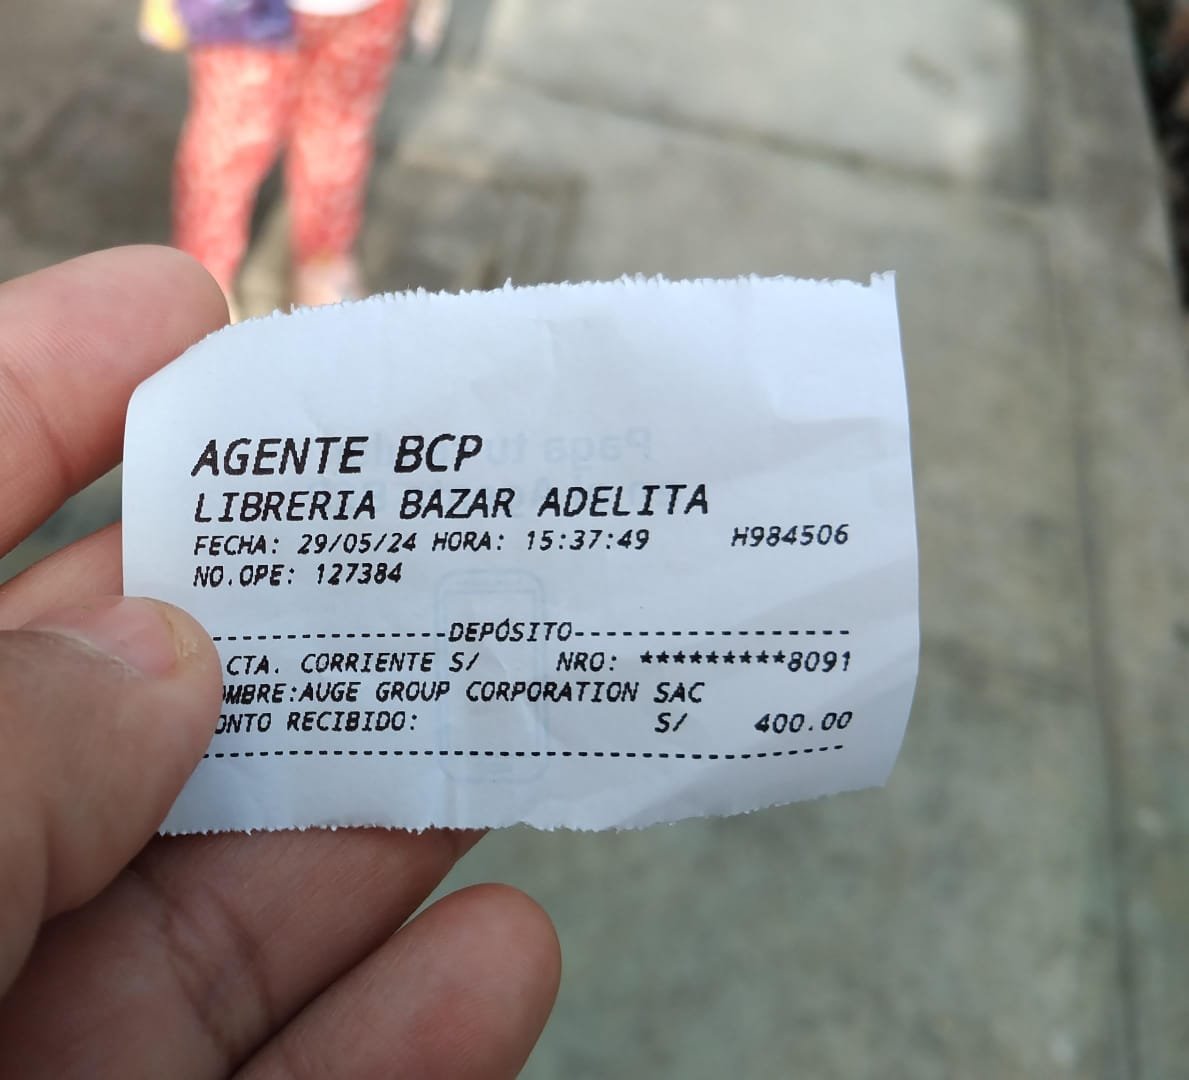 AGENTE BCP
LIBRERIA BAZAR ADELITA
FECHA: 29/05/24 HORA: 15:37:49 H984506
NO.OPE: 127384
---------------DEPÓSITO---------------
CTA. CORRIENTE S/ NRO: *********8091
OMBRE:AUGE GROUP CORPORATION SAC
ONTO RECIBIDO: S/ 400.00